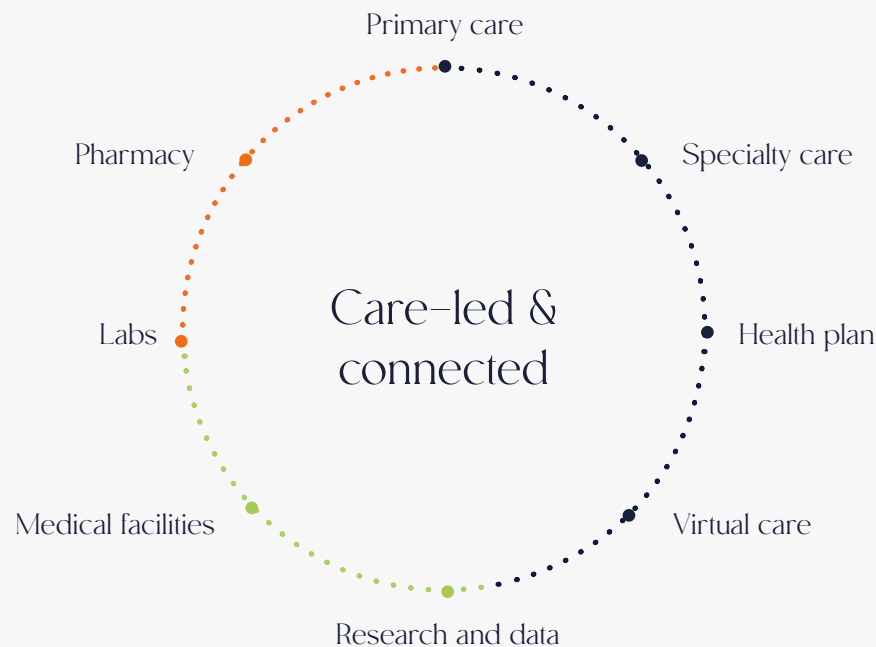 Primary care
Pharmacy
Specialty care
Care-led &
connected
Labs
Health plan
Medical facilities
Virtual care
Research and data